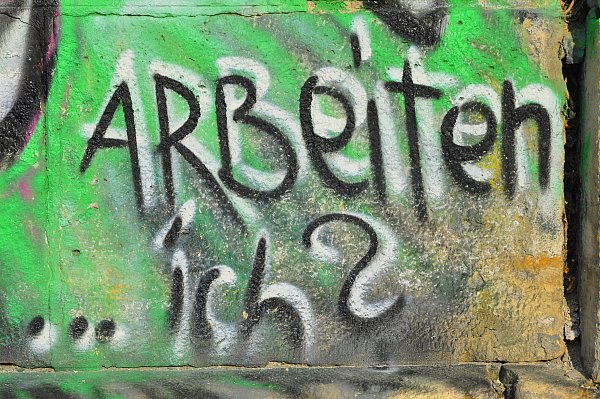 ARBeiten
... ich?